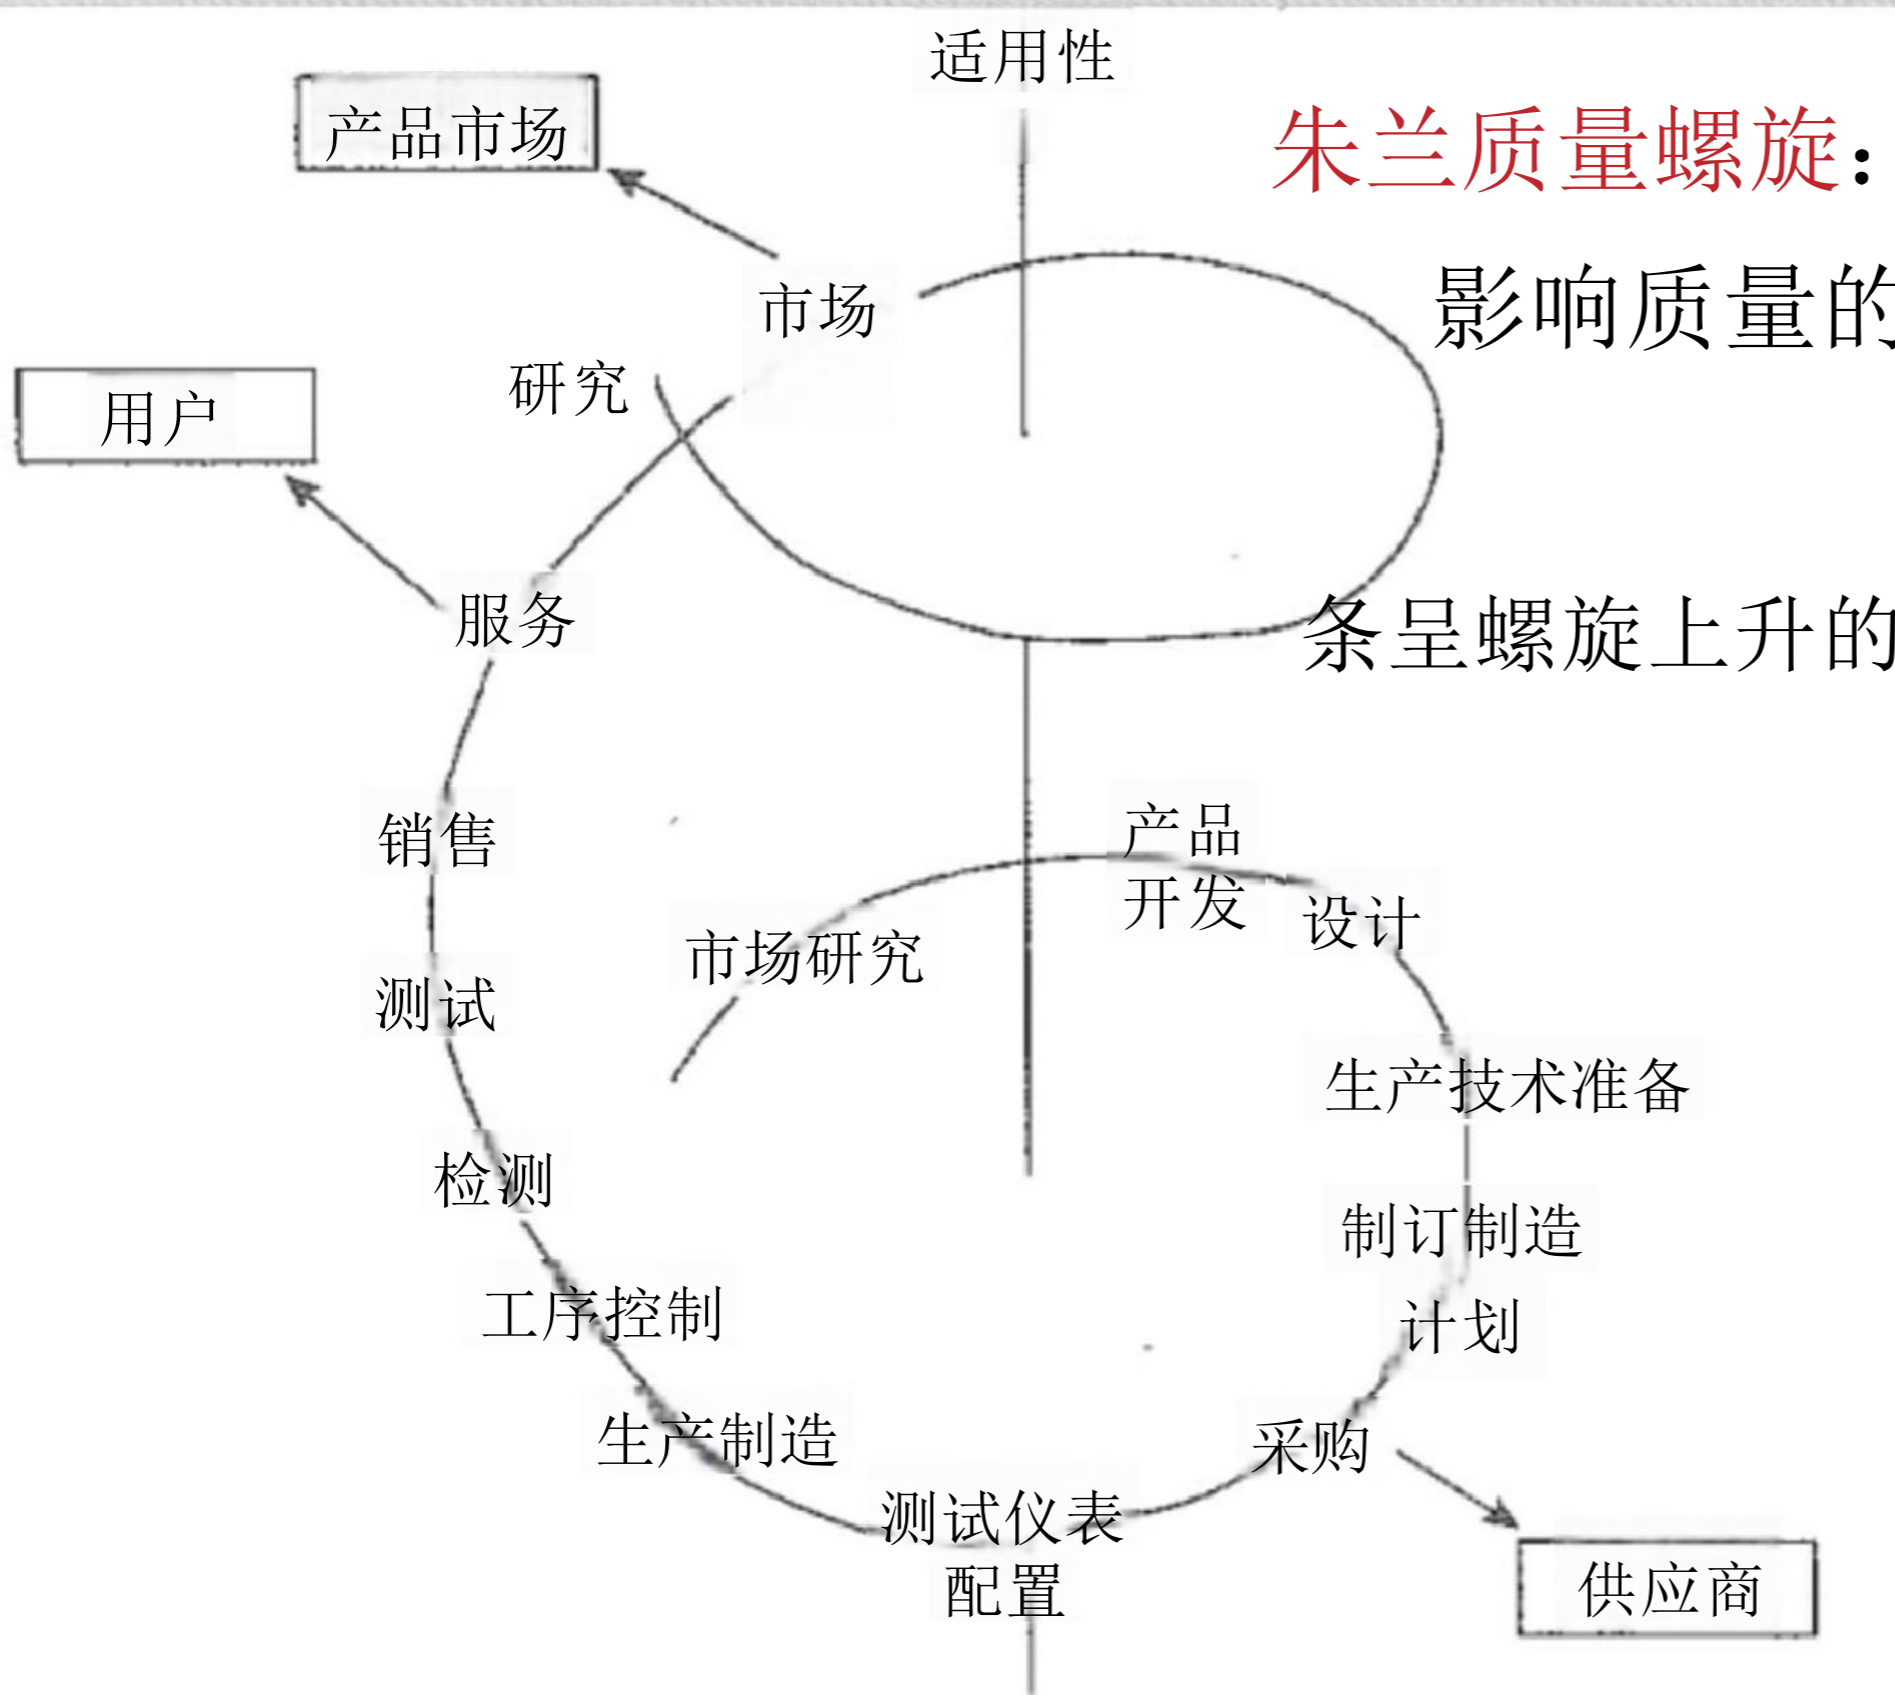 适用性
产品市场
朱兰质量螺旋：
影响质量的
市场
研究
用户
服务
条呈螺旋上升的
销售
产品
开发
设计
市场研究
测试
生产技术准备
检测
制订制造
计划
工序控制
生产制造
采购
测试仪表
配置
供应商